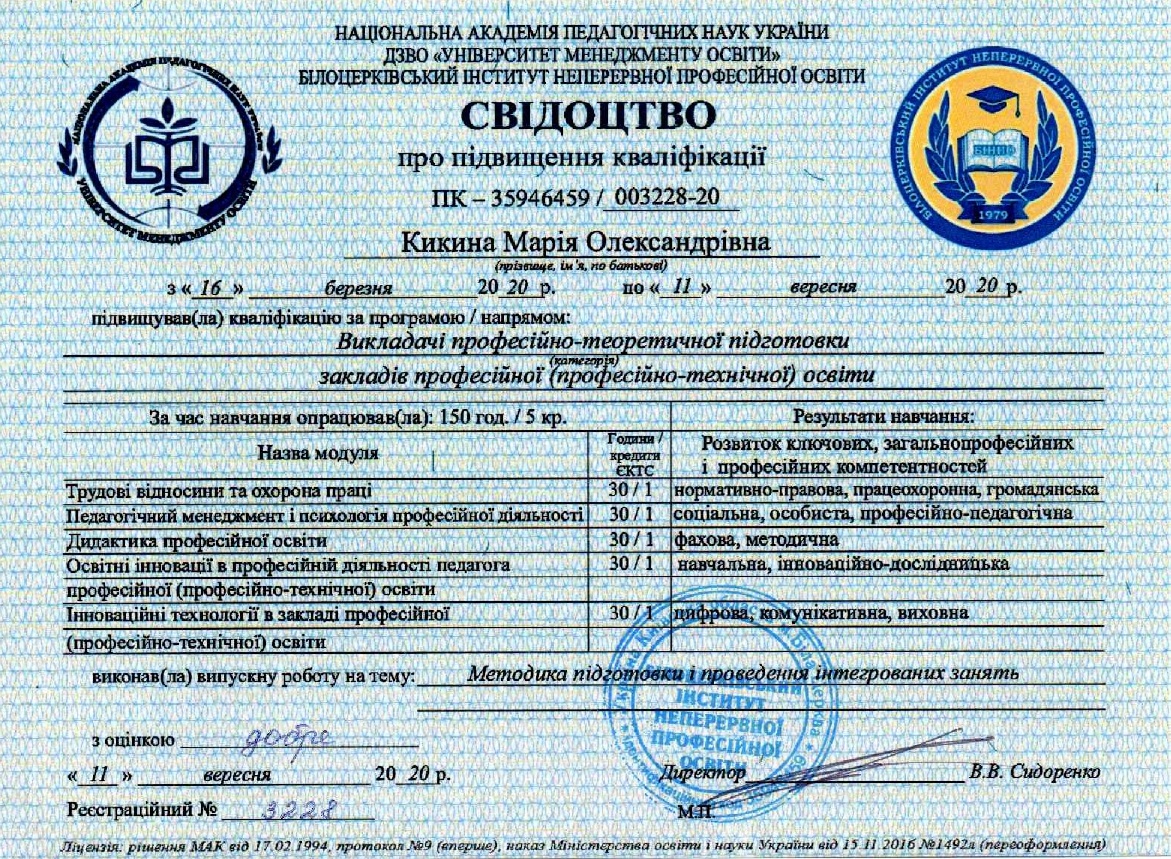 НАЦІОНАЛЬНА АКАДЕМІЯ ПЕДАГОГІЧНИХ НАУК УКРАЇНИ
ДЗВО «УНІВЕРСИТЕТ МЕНЕДЖМЕНТУ ОСВІТИ»
БІЛОЦЕРКІВСЬКИЙ ІНСТИТУТ НЕПЕРЕРВНОЇ ПРОФЕСІЙНОЇ ОСВІТИ
НАЦІОНАЛЬНА АКАДЕМІЯ ПЕДАГОГІЧНИХ НАУК
УНІВЕРСИТЕТ МЕНЕДЖМЕНТУ ОСВІТИ
БІЛОЦЕРКІВСЬКИЙ ІНСТИТУТ НЕПЕРЕРВНОЇ ПРОФЕСІЙНОЇ ОСВІТИ
БІНПО
1979
СВІДОЦТВО
про підвищення кваліфікації
ПК – 35946459 / 003228-20
Кикина Марія Олександрівна
(прізвище, ім'я, по батькові)
з « 16 » березня 20 20 р. по « 11 » вересня 20 20 р.
підвищував(ла) кваліфікацію за програмою / напрямом:
Викладачі професійно-теоретичної підготовки
(категорія)
закладів професійної (професійно-технічної) освіти
За час навчання опрацював(ла): 150 год. / 5 кр. Результати навчання:
Назва модуля Години / кредити ЄКТС Розвиток ключових, загальнопрофесійних і професійних компетентностей
Трудові відносини та охорона праці 30 / 1 нормативно-правова, працеохоронна, громадянська
Педагогічний менеджмент і психологія професійної діяльності 30 / 1 соціальна, особиста, професійно-педагогічна
Дидактика професійної освіти 30 / 1 фахова, методична
Освітні інновації в професійній діяльності педагога 30 / 1 навчальна, інноваційно-дослідницька
професійної (професійно-технічної) освіти
Інноваційні технології в закладі професійної 30 / 1 цифрова, комунікативна, виховна
(професійно-технічної) освіти
виконав(ла) випускну роботу на тему: Методика підготовки і проведення інтегрованих занять
ІНСТИТУТ
НЕПЕРЕРВНОЇ
ПРОФЕСІЙНОЇ
ОСВІТИ
з оцінкою добре
« 11 » вересня 20 20 р. Директор В.В. Сидоренко
Реєстраційний № 3228 М.П.
Ліцензія: рішення МАК від 17.02.1994, протокол №9 (вперше), наказ Міністерства освіти і науки України від 15.11.2016 №1492л (переоформлення)